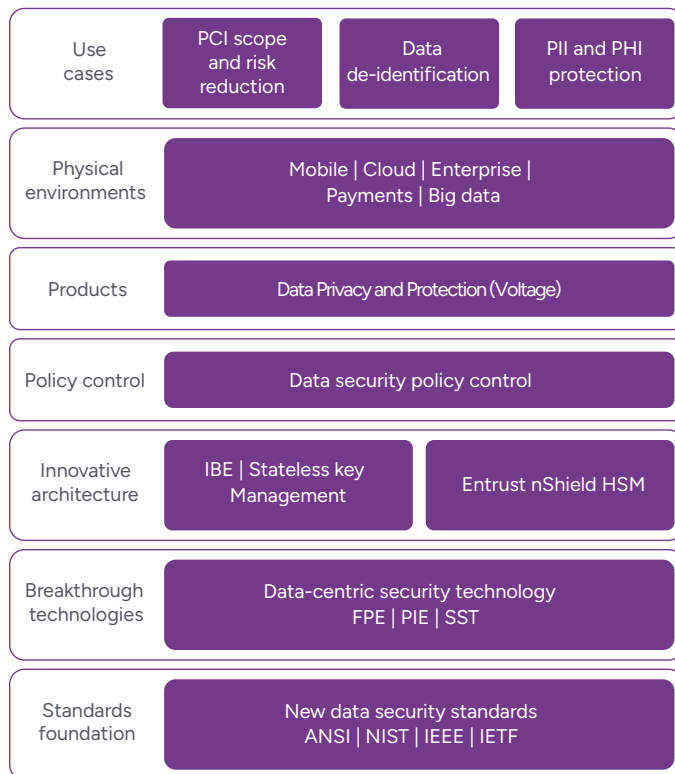 Use
cases
PCI scope
and risk
reduction
Data
de-identification
PII and PHI
protection
Physical
environments
Mobile | Cloud | Enterprise |
Payments | Big data
Products
Data Privacy and Protection (Voltage)
Policy control
Data security policy control
Innovative
architecture
IBE | Stateless key
Management
Entrust nShield HSM
Breakthrough
technologies
Data-centric security technology
FPE | PIE | SST
Standards
foundation
New data security standards
ANSI | NIST | IEEE | IETF